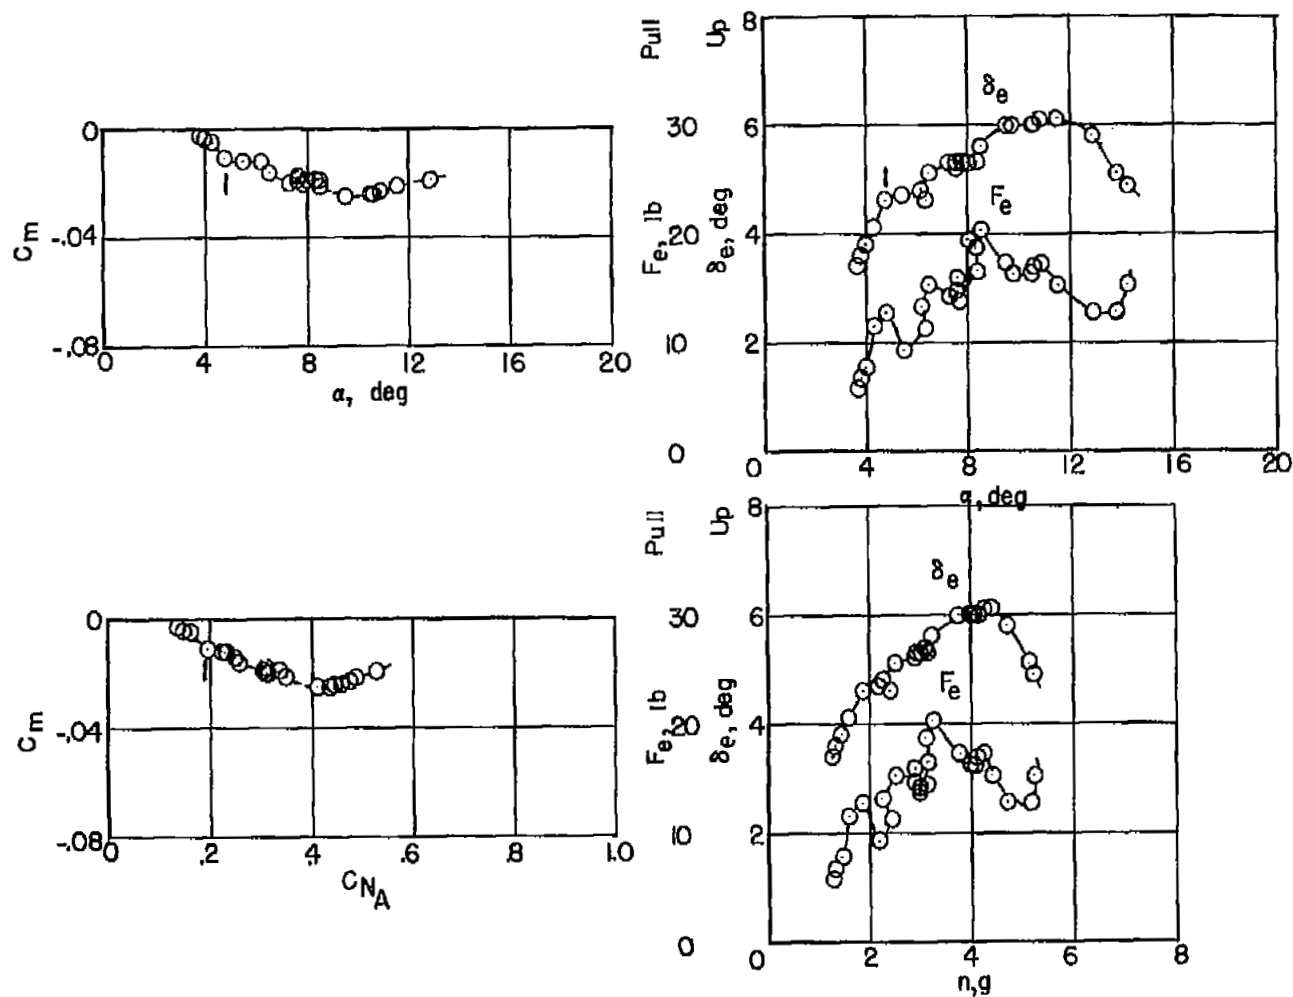 0
-.04
-.08
Cm
0 4 8 12 16 20
α, deg
Pull
Up
8
30 6
20 4
10 2
0 0
Fe, lb
δe, deg
δe
Fe
4 8 12 16 20
α, deg
0
-.04
-.08
Cm
0 .2 .4 .6 .8 1.0
CNA
Pull
Up
8
30 6
20 4
10 2
0 0
Fe, lb
δe, deg
δe
Fe
2 4 6 8
n,g